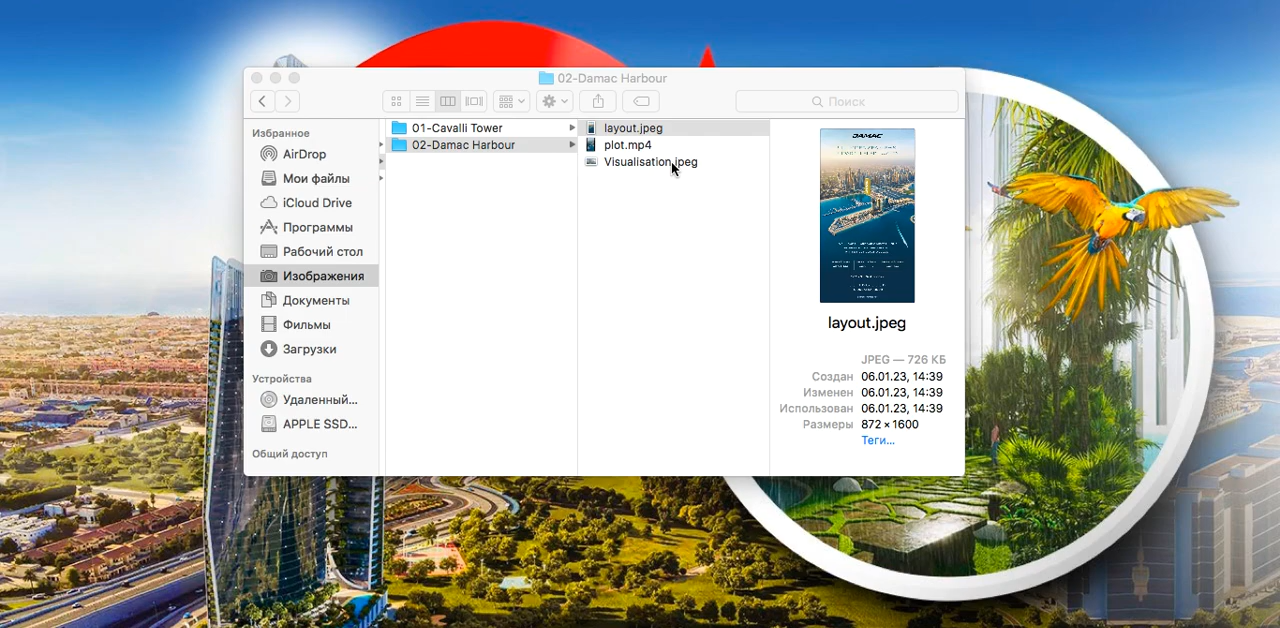 02-Damac Harbour
Поиск
Избранное
AirDrop
Мои файлы
iCloud Drive
Программы
Рабочий стол
Изображения
Документы
Фильмы
Загрузки
Устройства
Удаленный...
APPLE SSD...
Общий доступ
01-Cavalli Tower
02-Damac Harbour
layout.jpeg
plot.mp4
Visualisation.jpeg
DAMAC
layout.jpeg
JPEG — 726 КБ
Создан 06.01.23, 14:39
Изменен 06.01.23, 14:39
Использован 06.01.23, 14:39
Размеры 872 × 1600
Теги...